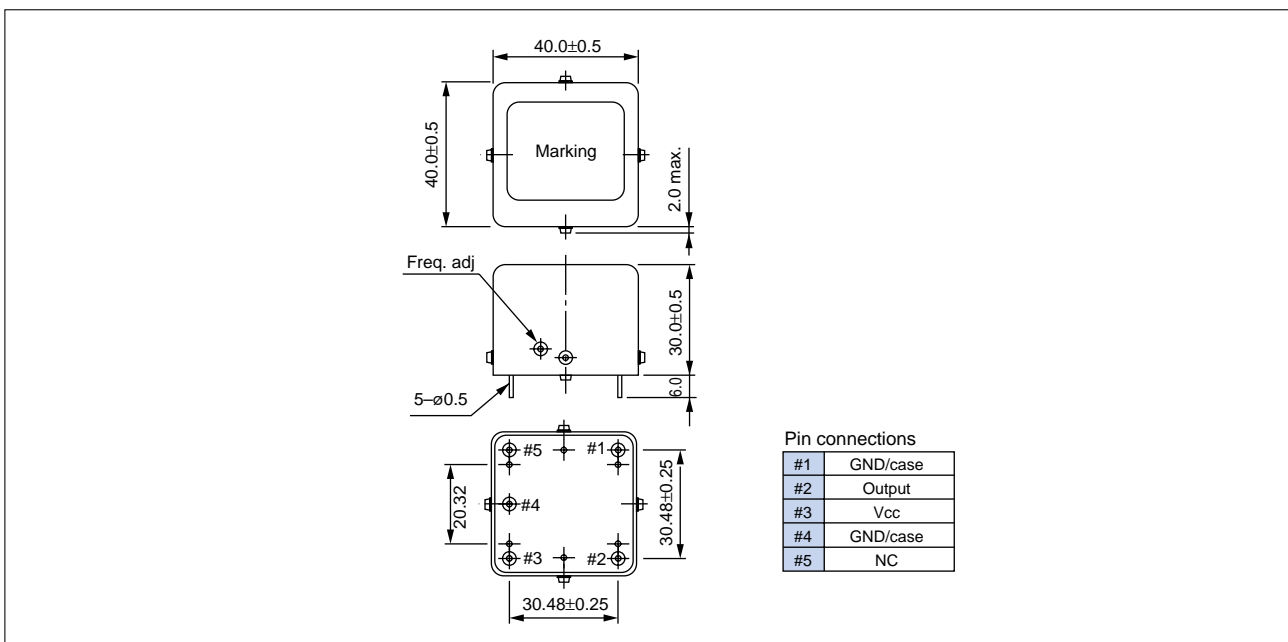 40.0±0.5
40.0±0.5
Marking
2.0 max.
Freq. adj
30.0±0.5
6.0
5–ø0.5
#5
#1
#4
20.32
30.48±0.25
#3
#2
30.48±0.25
Pin connections
#1 GND/case
#2 Output
#3 Vcc
#4 GND/case
#5 NC